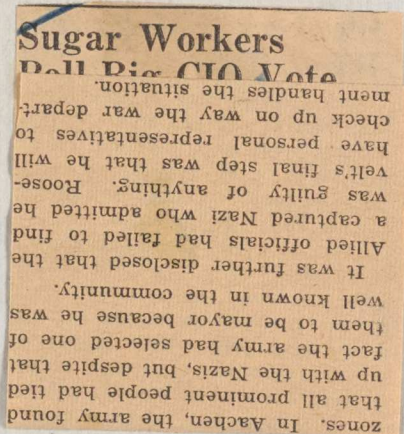 Sugar Workers
Poll Big CIO Vote
zones. In Aachen, the army found
that all prominent people had tied
up with the Nazis, but despite that
fact the army had selected one of
them to be mayor because he was
well known in the community.
It was further disclosed that the
Allied officials had failed to find
a captured Nazi who admitted he
was guilty of anything. Roose-
velt's final step was that he will
have personal representatives to
check up on way the war depart-
ment handles the situation.